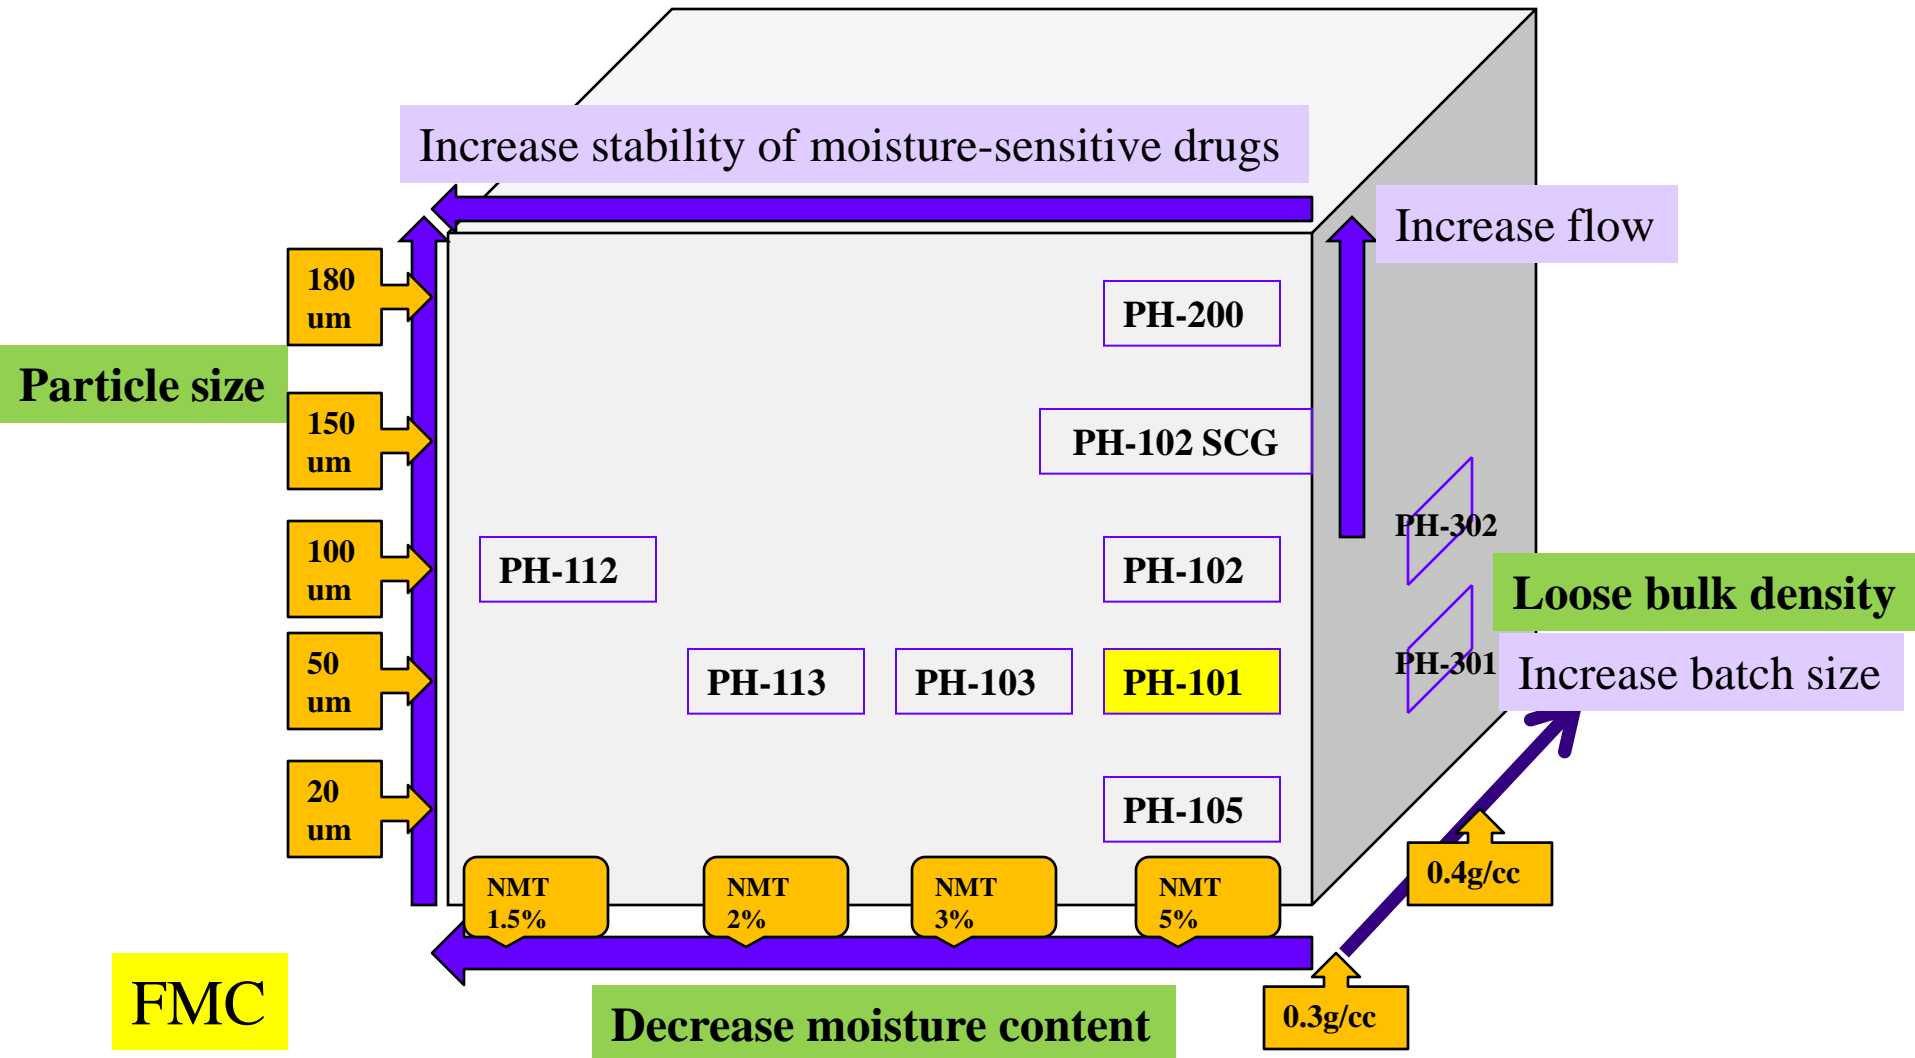 Increase stability of moisture-sensitive drugs
Increase flow
180
um
PH-200
Particle size
150
um
PH-102 SCG
PH-302
100
um
PH-112
PH-102
Loose bulk density
50
um
PH-113
PH-103
PH-101
PH-301
Increase batch size
20
um
PH-105
NMT
1.5%
NMT
2%
NMT
3%
NMT
5%
0.4g/cc
FMC
Decrease moisture content
0.3g/cc